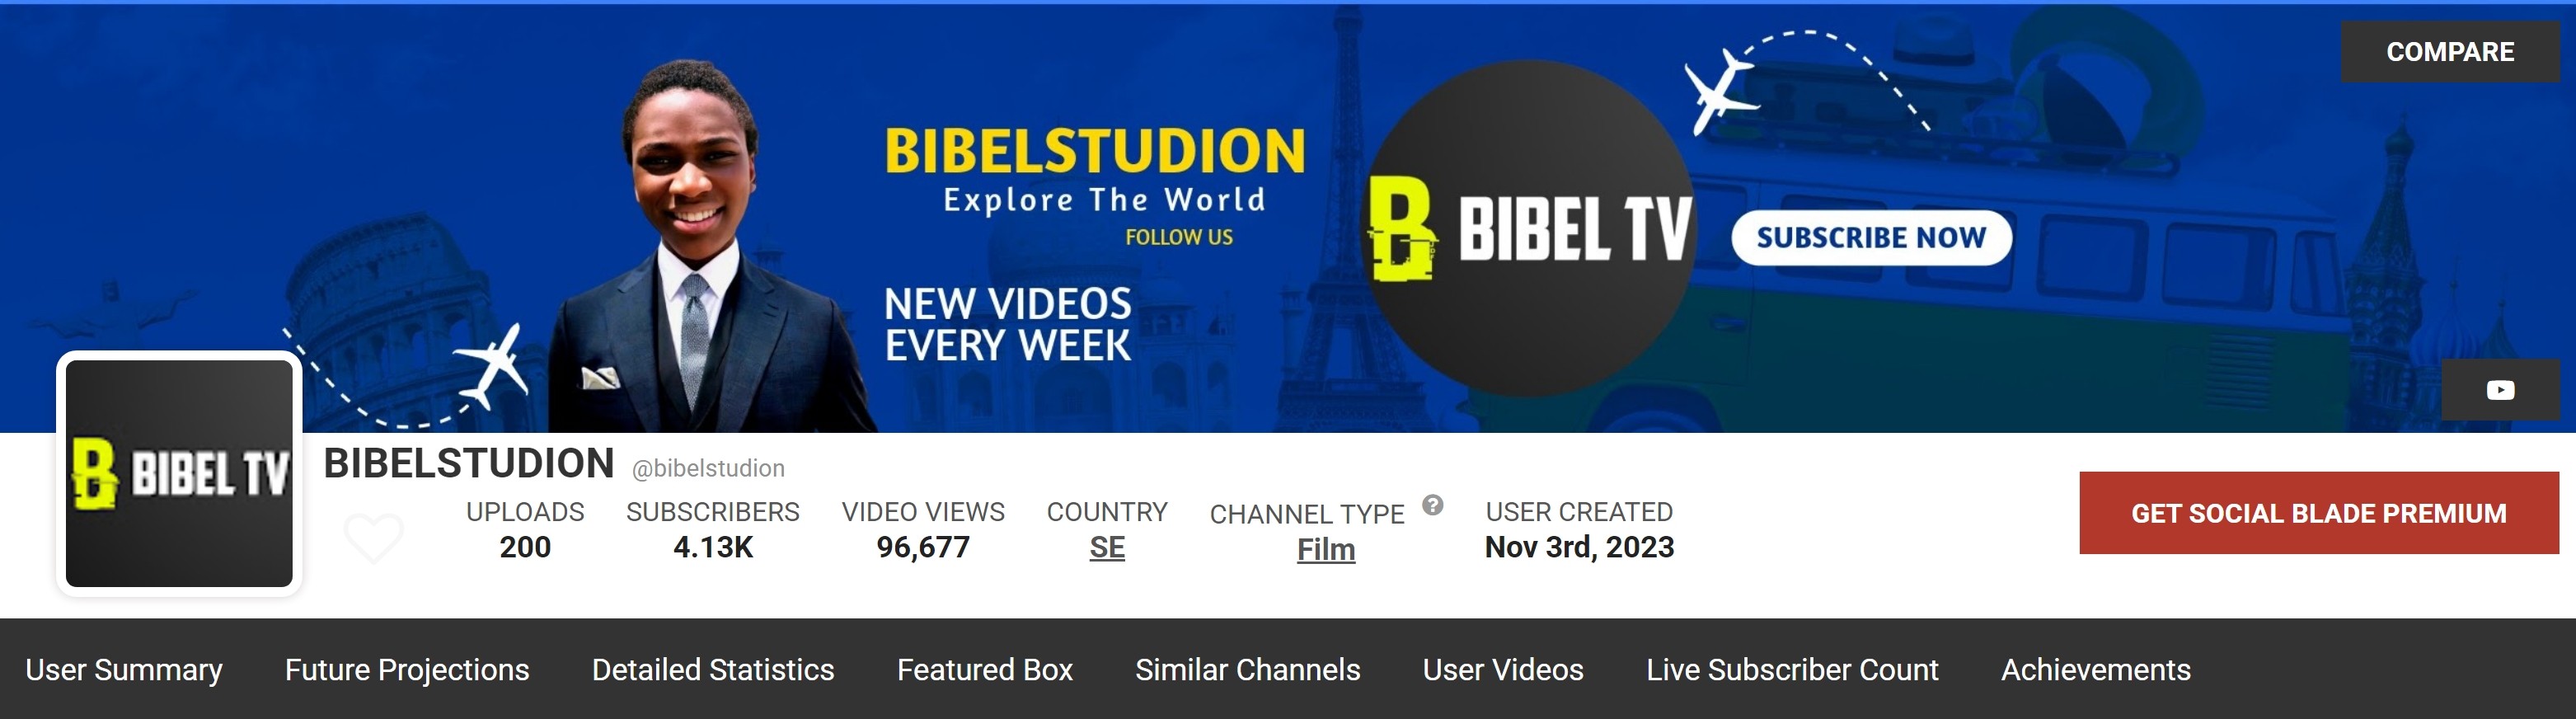 COMPARE
BIBELSTUDION
Explore The World
FOLLOW US
NEW VIDEOS
EVERY WEEK
B BIBEL TV
SUBSCRIBE NOW
B BIBEL TV
BIBELSTUDION @bibelstudion
UPLOADS SUBSCRIBERS VIDEO VIEWS COUNTRY CHANNEL TYPE ? USER CREATED
200 4.13K 96,677 SE Film Nov 3rd, 2023
GET SOCIAL BLADE PREMIUM
User Summary Future Projections Detailed Statistics Featured Box Similar Channels User Videos Live Subscriber Count Achievements